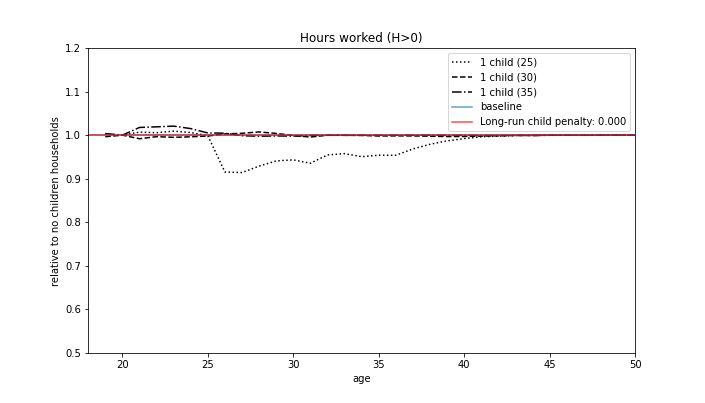 Hours worked (H>0)
1.2
1.1
1.0
0.9
0.8
0.7
0.6
0.5
relative to no children households
1 child (25)
1 child (30)
1 child (35)
baseline
Long-run child penalty: 0.000
20 25 30 35 40 45 50
age